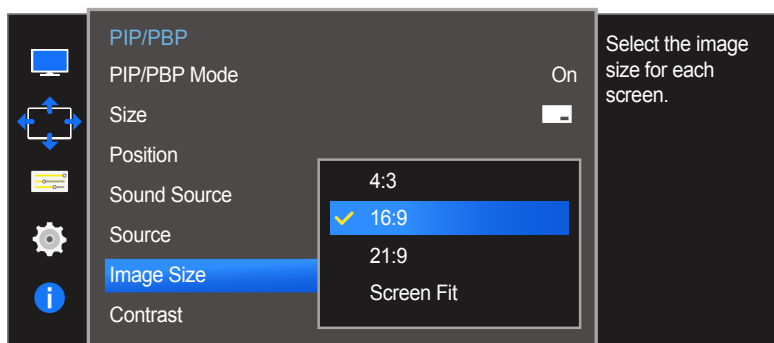 PIP/PBP
PIP/PBP Mode On
Size
Position
Sound Source
Source
Image Size
Contrast
4:3
16:9
21:9
Screen Fit
Select the image
size for each
screen.